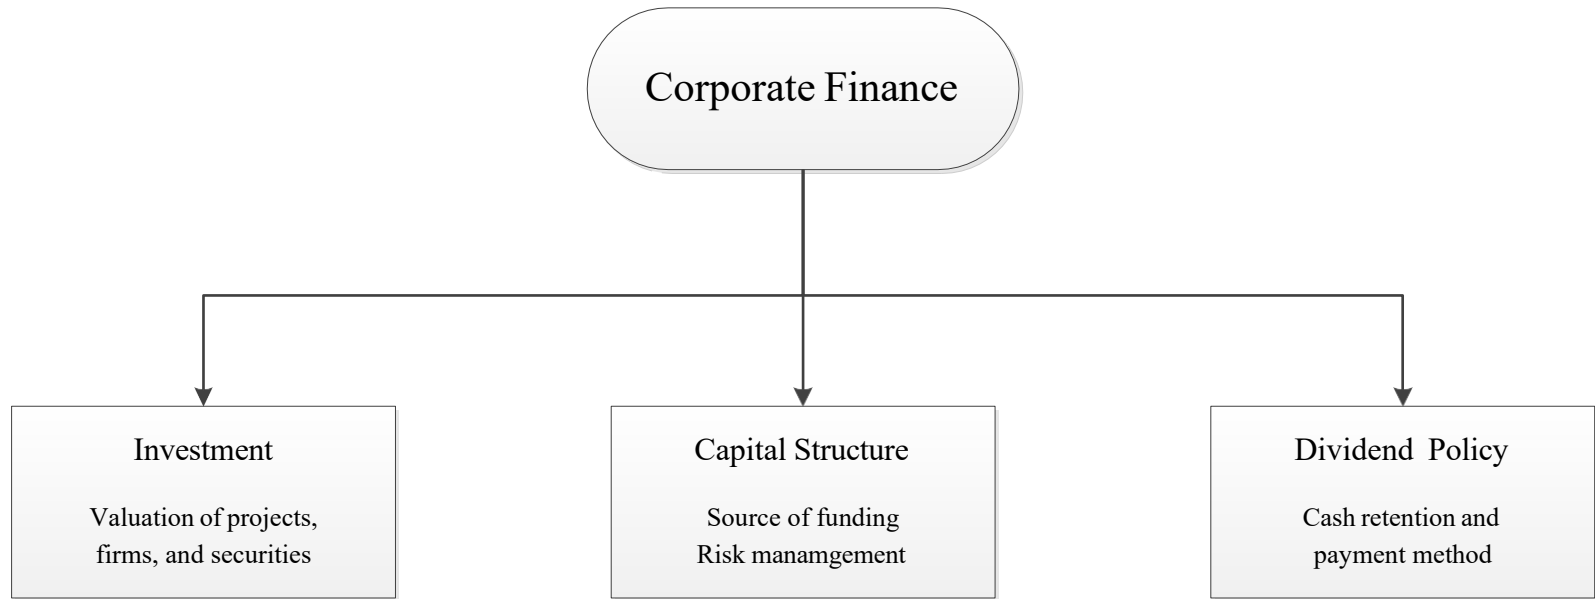 Corporate Finance
Investment
Valuation of projects,
firms, and securities
Capital Structure
Source of funding
Risk manamgement
Dividend Policy
Cash retention and
payment method